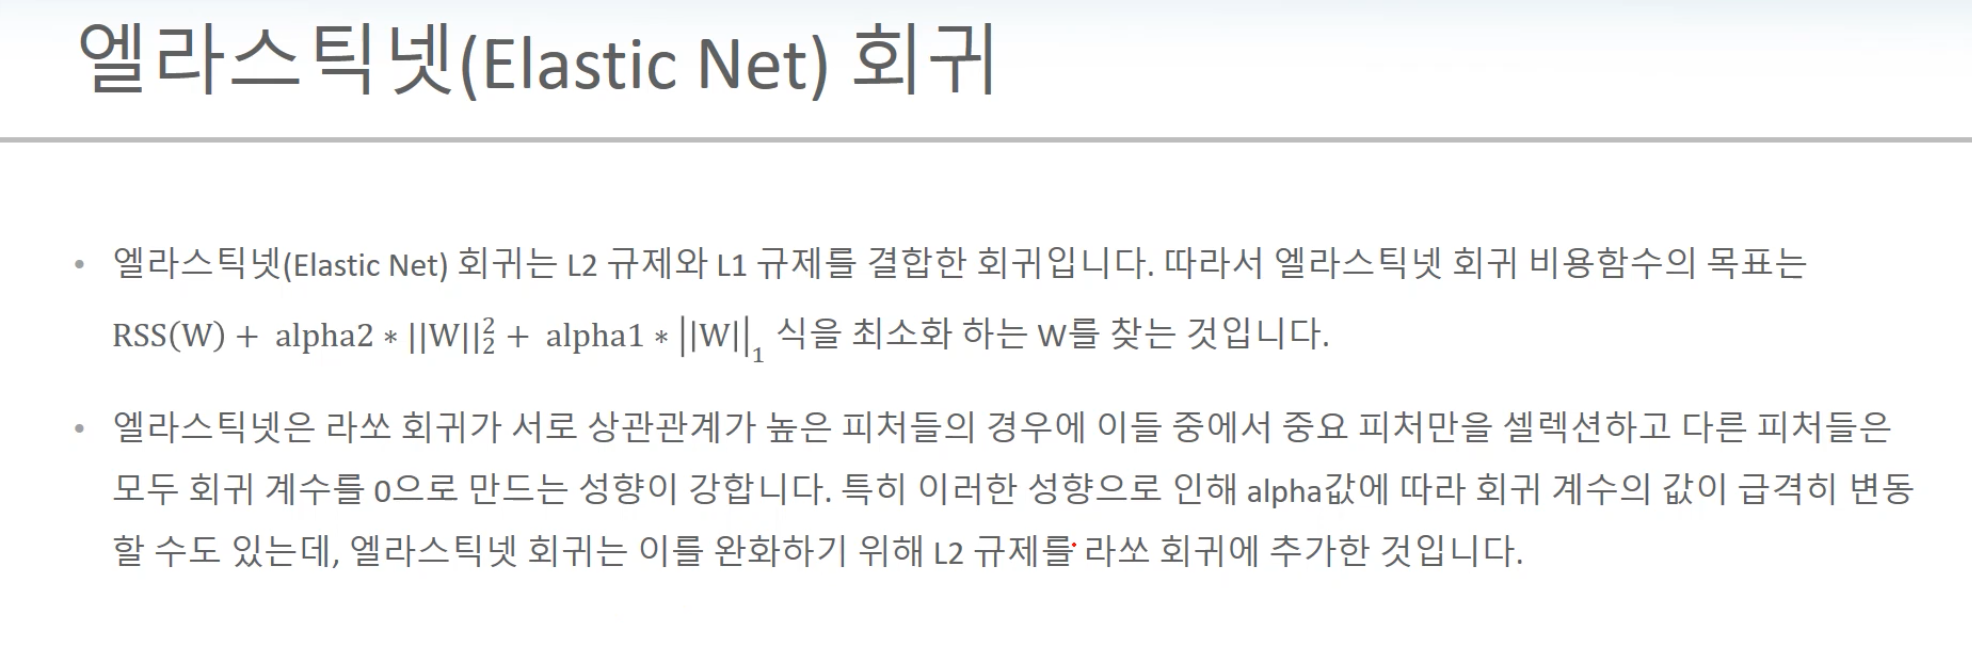 엘라스틱넷(Elastic Net) 회귀
• 엘라스틱넷(Elastic Net) 회귀는 L2 규제와 L1 규제를 결합한 회귀입니다. 따라서 엘라스틱넷 회귀 비용함수의 목표는
RSS(W) + alpha2 * ||W||₂² + alpha1 * ||W||₁ 식을 최소화 하는 W를 찾는 것입니다.
• 엘라스틱넷은 라쏘 회귀가 서로 상관관계가 높은 피처들의 경우에 이들 중에서 중요 피처만을 셀렉션하고 다른 피처들은
모두 회귀 계수를 0으로 만드는 성향이 강합니다. 특히 이러한 성향으로 인해 alpha값에 따라 회귀 계수의 값이 급격히 변동
할 수도 있는데, 엘라스틱넷 회귀는 이를 완화하기 위해 L2 규제를 라쏘 회귀에 추가한 것입니다.